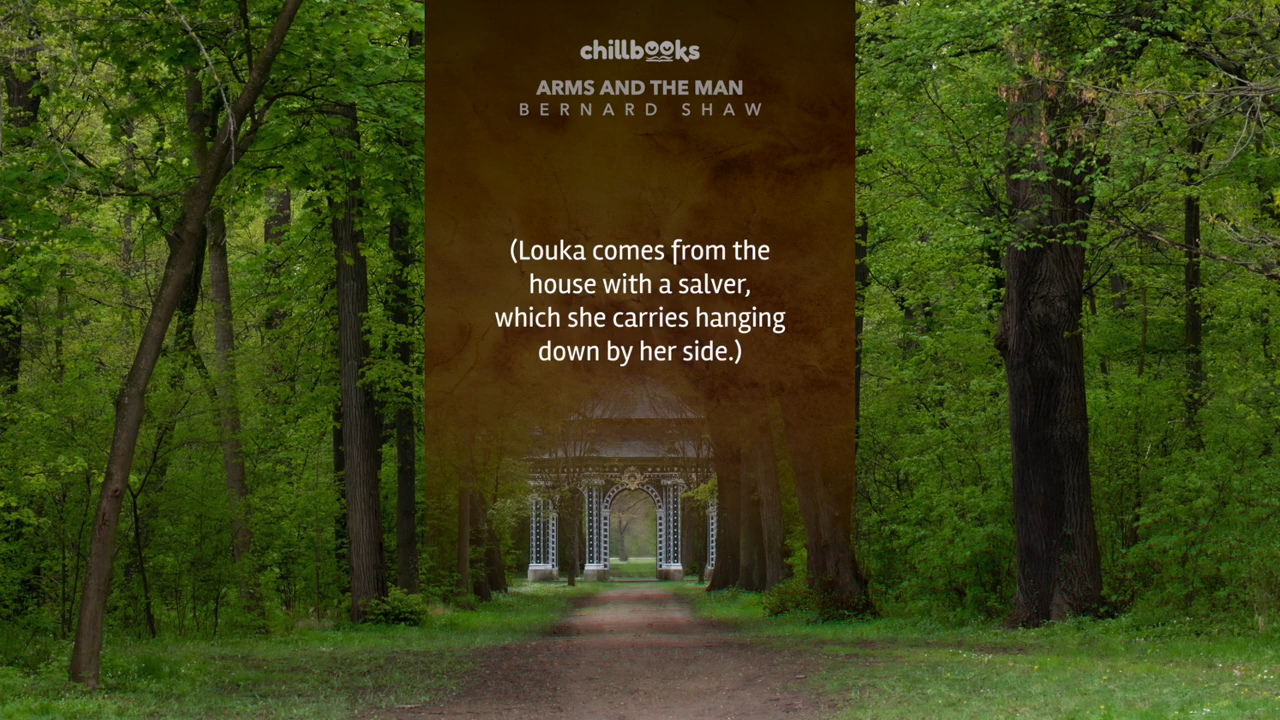 chillbooks
ARMS AND THE MAN
BERNARD SHAW
(Louka comes from the
house with a salver,
which she carries hanging
down by her side.)